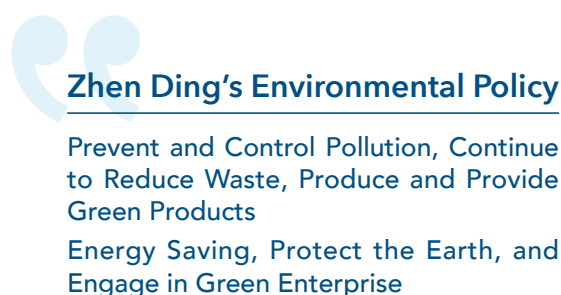 Zhen Ding's Environmental Policy
Prevent and Control Pollution, Continue
to Reduce Waste, Produce and Provide
Green Products
Energy Saving, Protect the Earth, and
Engage in Green Enterprise